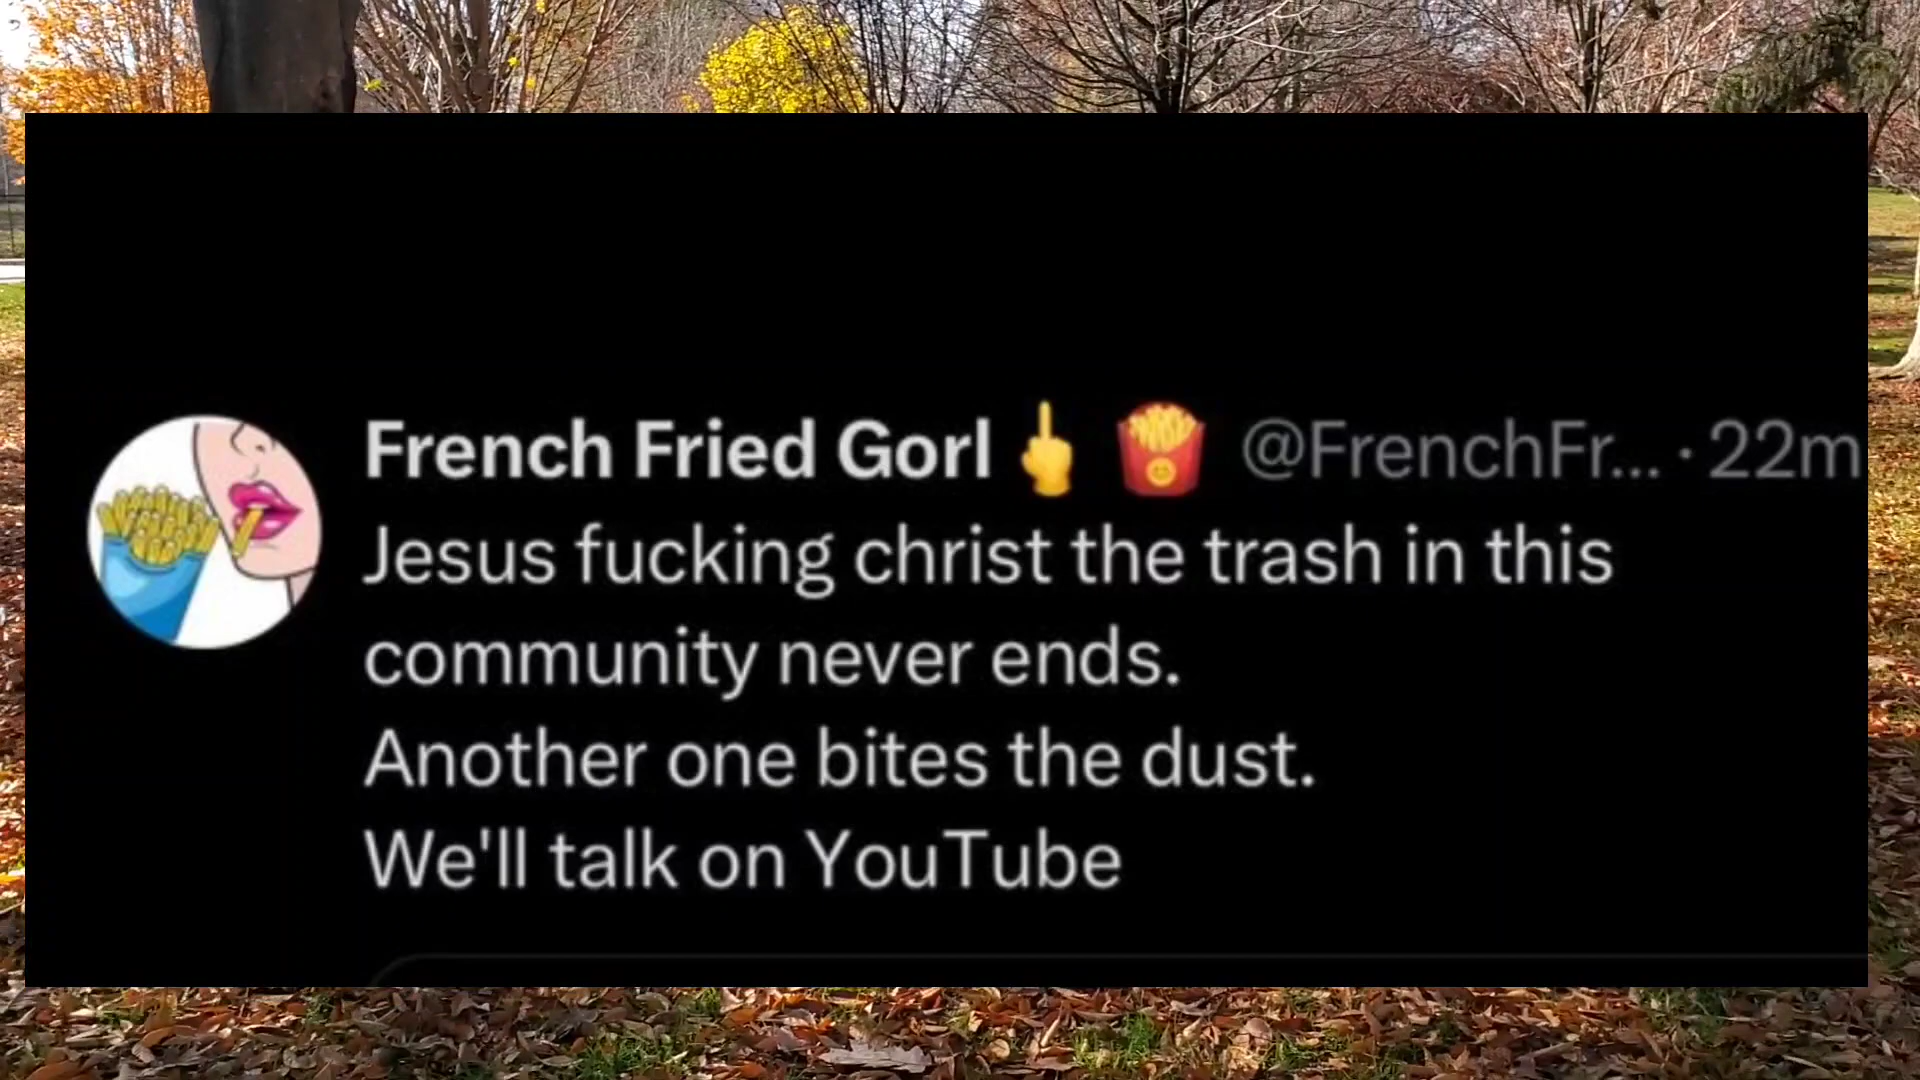 French Fried Gorl 🖕 🍟 @FrenchFr... · 22m
Jesus fucking christ the trash in this
community never ends.
Another one bites the dust.
We'll talk on YouTube